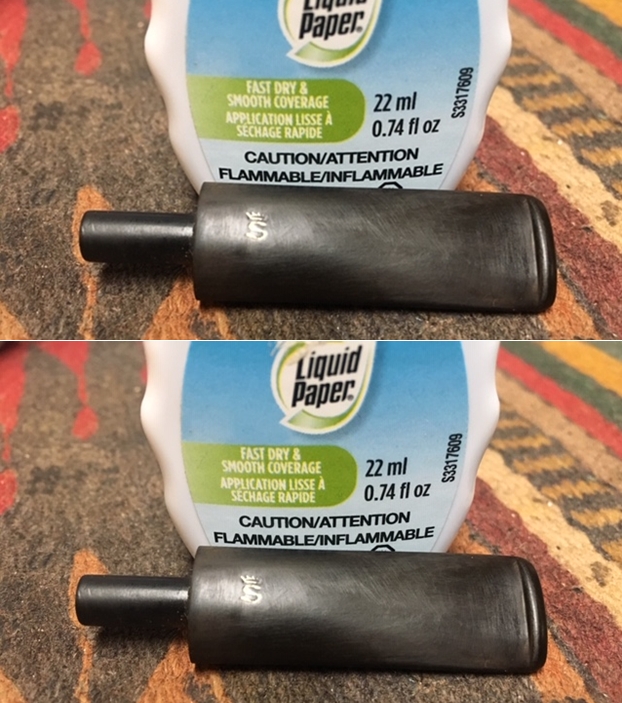 Liquid
Paper®
FAST DRY &
SMOOTH COVERAGE
APPLICATION LISSE À
SÉCHAGE RAPIDE
22 ml
0.74 fl oz
S3317609
CAUTION/ATTENTION
FLAMMABLE/INFLAMMABLE
Liquid
Paper®
FAST DRY &
SMOOTH COVERAGE
APPLICATION LISSE À
SÉCHAGE RAPIDE
22 ml
0.74 fl oz
S3317609
CAUTION/ATTENTION
FLAMMABLE/INFLAMMABLE